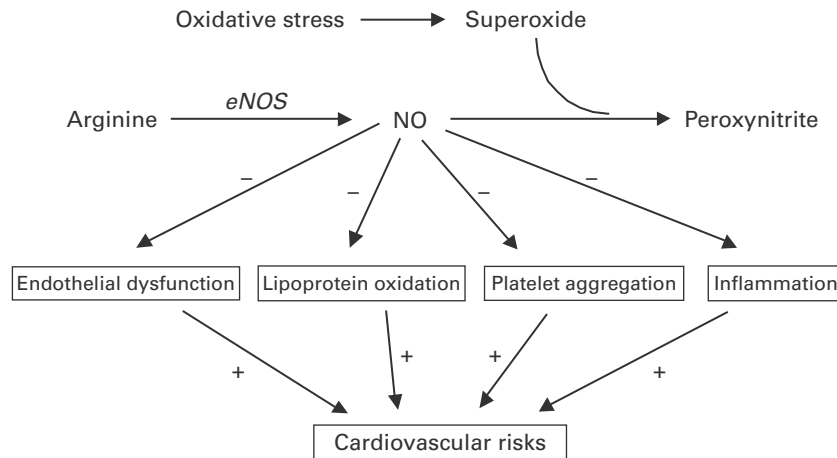 Oxidative stress Superoxide
eNOS
Arginine NO Peroxynitrite
– – – –
Endothelial dysfunction Lipoprotein oxidation Platelet aggregation Inflammation
+ + + +
Cardiovascular risks